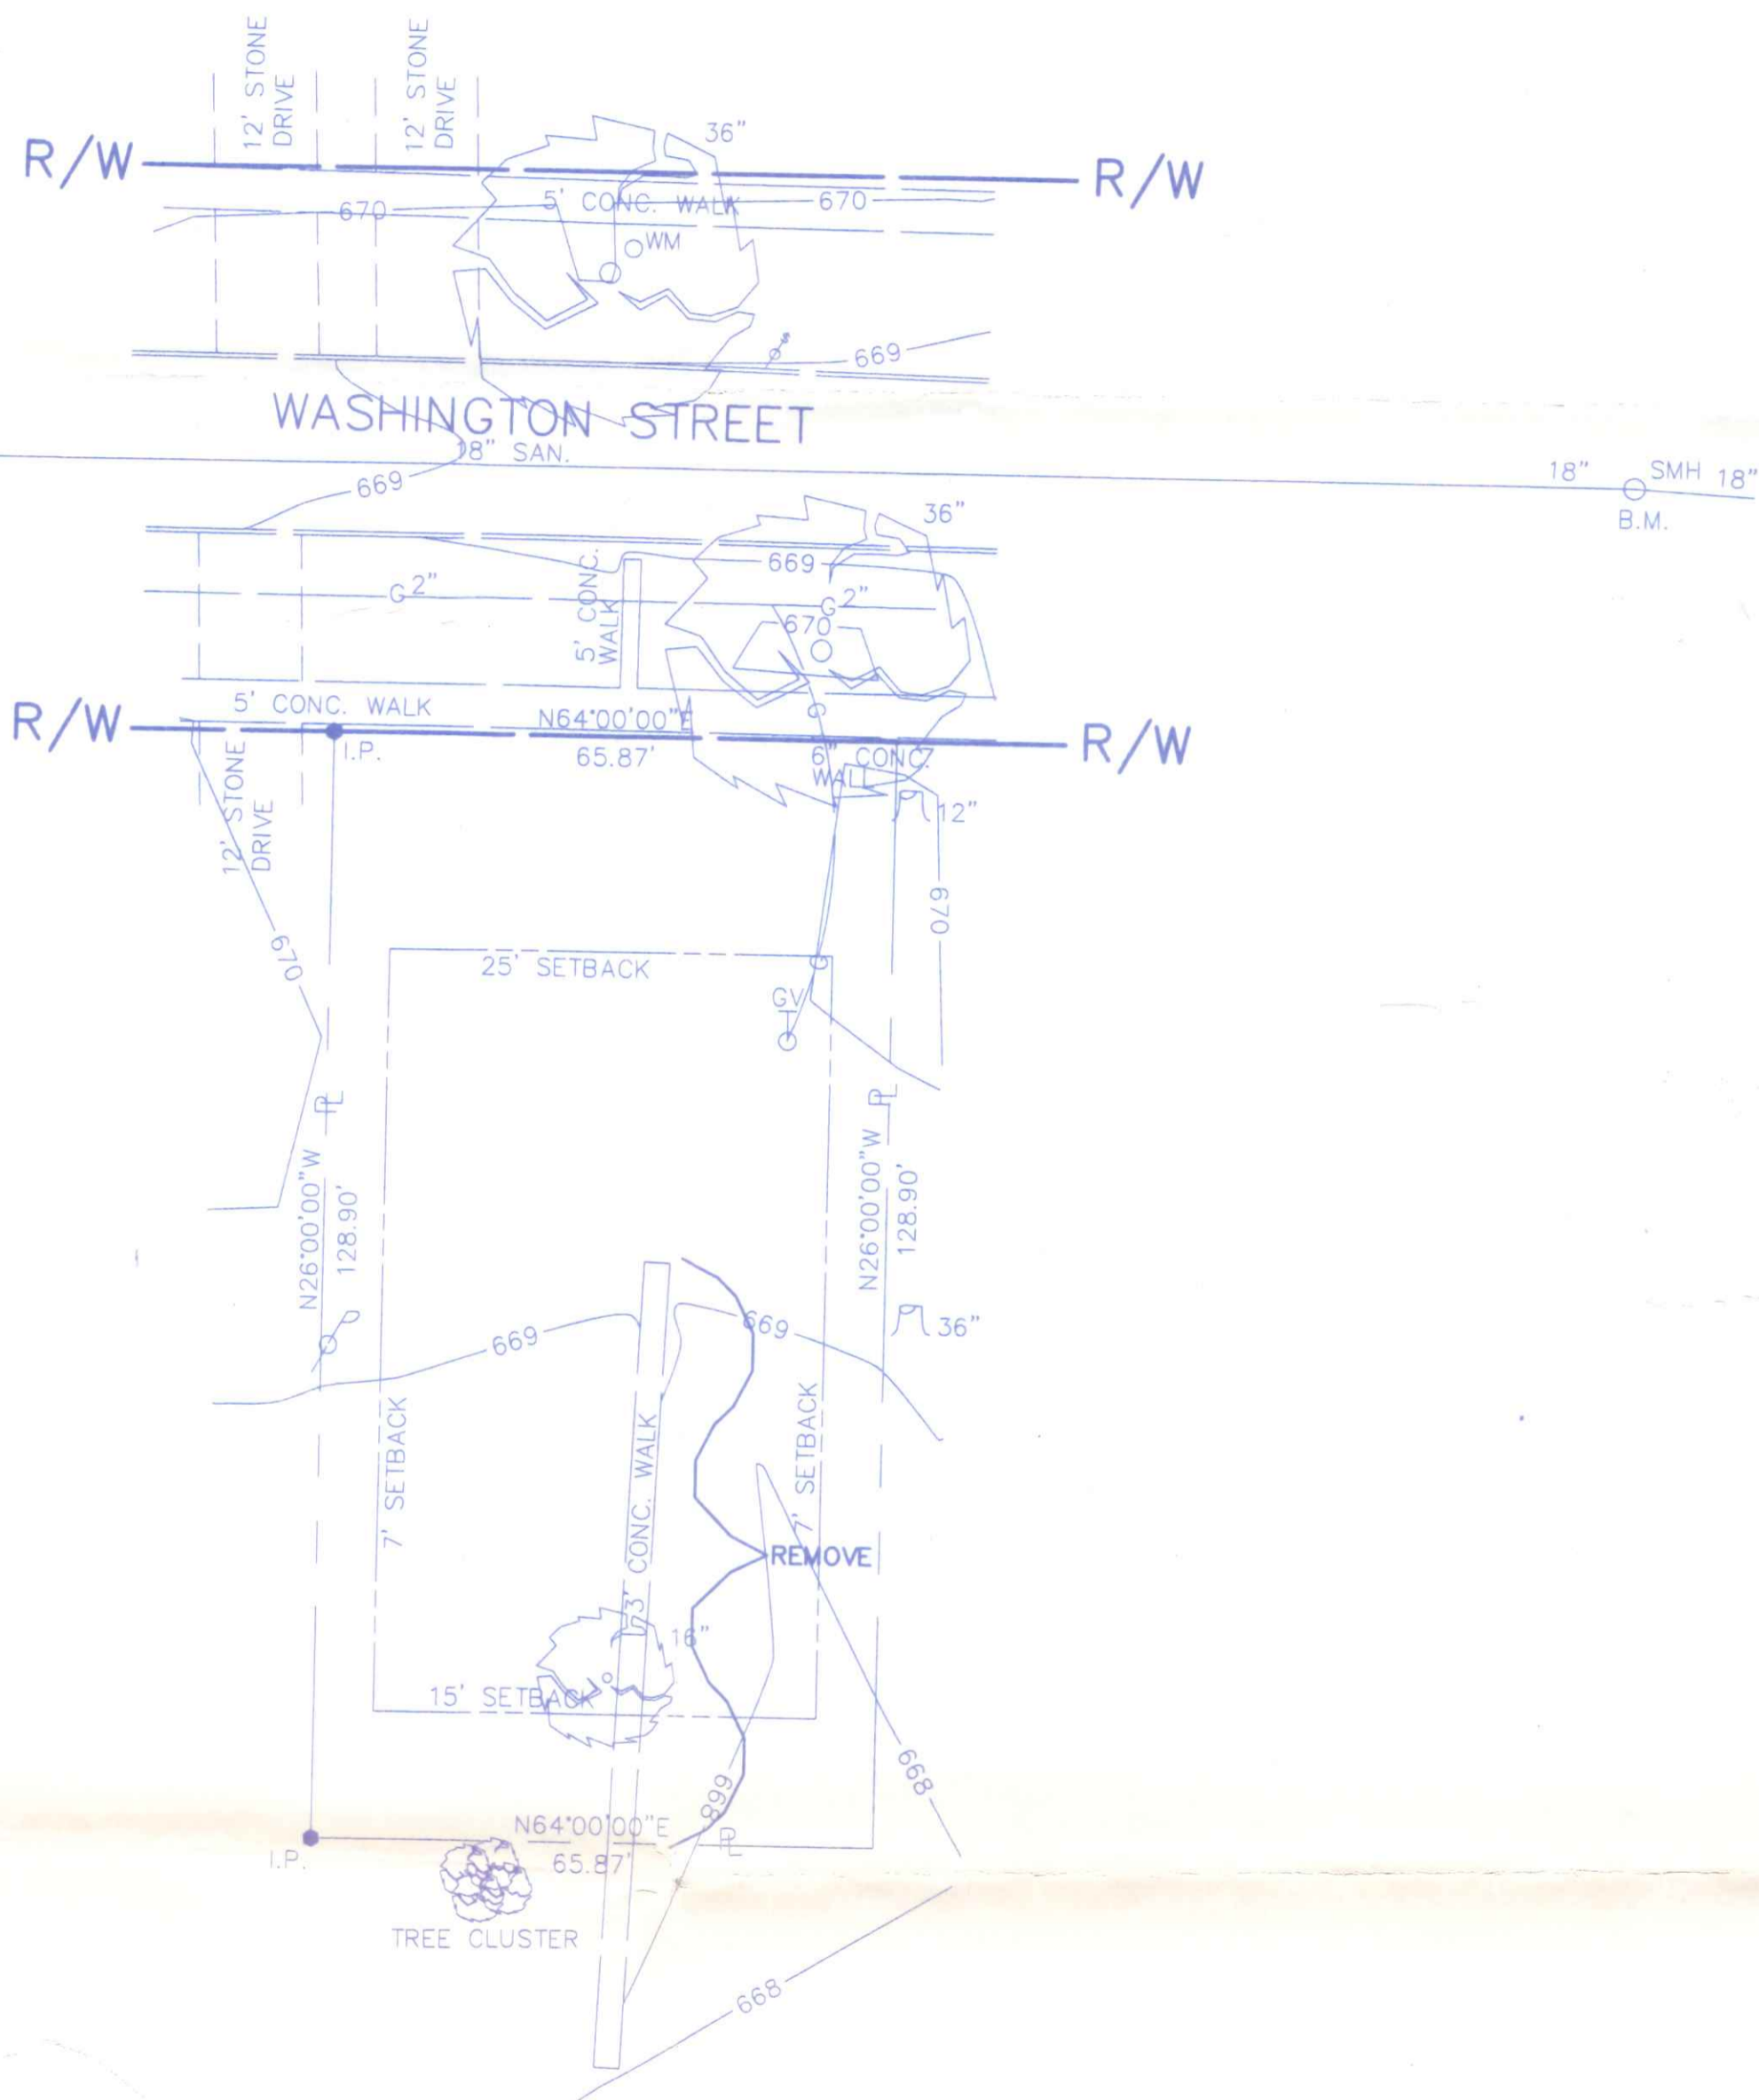 12' STONE
DRIVE
12' STONE
DRIVE
36"
R/W
R/W
670
5' CONC. WALK
670
WM
669
WASHINGTON STREET
18" SAN.
18"
SMH
18"
B.M.
669
36"
669
G 2"
5' CONC.
WALK
G 2"
670
5' CONC. WALK
N64°00'00"E
R/W
R/W
I.P.
65.87'
6" CONC.
WALL
12"
12' STONE
DRIVE
670
670
25' SETBACK
G
GV
PL
PL
N26°00'00"W
128.90'
N26°00'00"W
128.90'
669
669
36"
7' SETBACK
3' CONC. WALK
7' SETBACK
REMOVE
16"
15' SETBACK
668
668
N64°00'00"E
65.87'
PL
I.P.
TREE CLUSTER
668